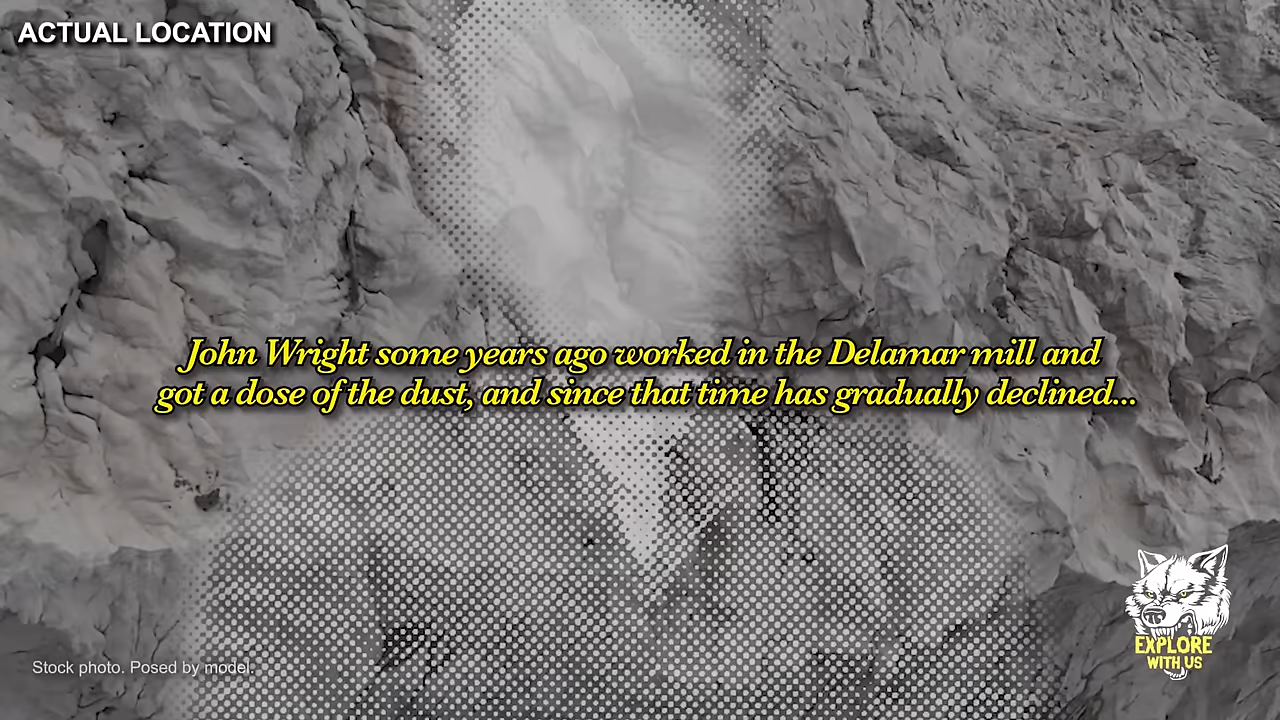 ACTUAL LOCATION
John Wright some years ago worked in the Delamar mill and
got a dose of the dust, and since that time has gradually declined...
Stock photo. Posed by model.
EXPLORE
WITH US